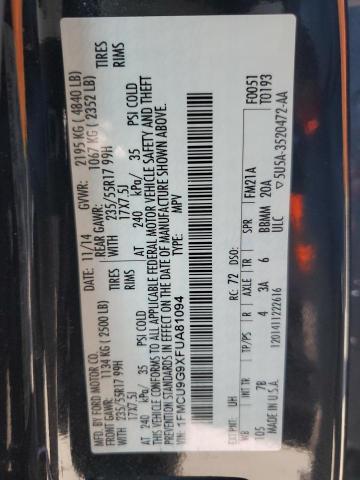 MFD. BY FORD MOTOR CO.
DATE: 11/14 GVWR: 2195 KG ( 4840 LB)
FRONT GAWR: 1134 KG ( 2500 LB) REAR GAWR: 1067 KG ( 2352 LB)
WITH 235/55R17 99H TIRES WITH 235/55R17 99H TIRES
17X7.5J RIMS 17X7.5J RIMS
AT 240 kPa/ 35 PSI COLD AT 240 kPa/ 35 PSI COLD
THIS VEHICLE CONFORMS TO ALL APPLICABLE FEDERAL MOTOR VEHICLE SAFETY AND THEFT
PREVENTION STANDARDS IN EFFECT ON THE DATE OF MANUFACTURE SHOWN ABOVE.
VIN: 1FMCU9G9XFUA81094
TYPE: MPV
F0051
T0193
EXT PNT: UH RC: 72 DSO:
WB INT TR TP/PS R AXLE TR SPR FM21A
105 7B 4 3A 6 BBMM 20A
ULC
MADE IN U.S.A. 1201411222616
▽5U5A-3520472-AA